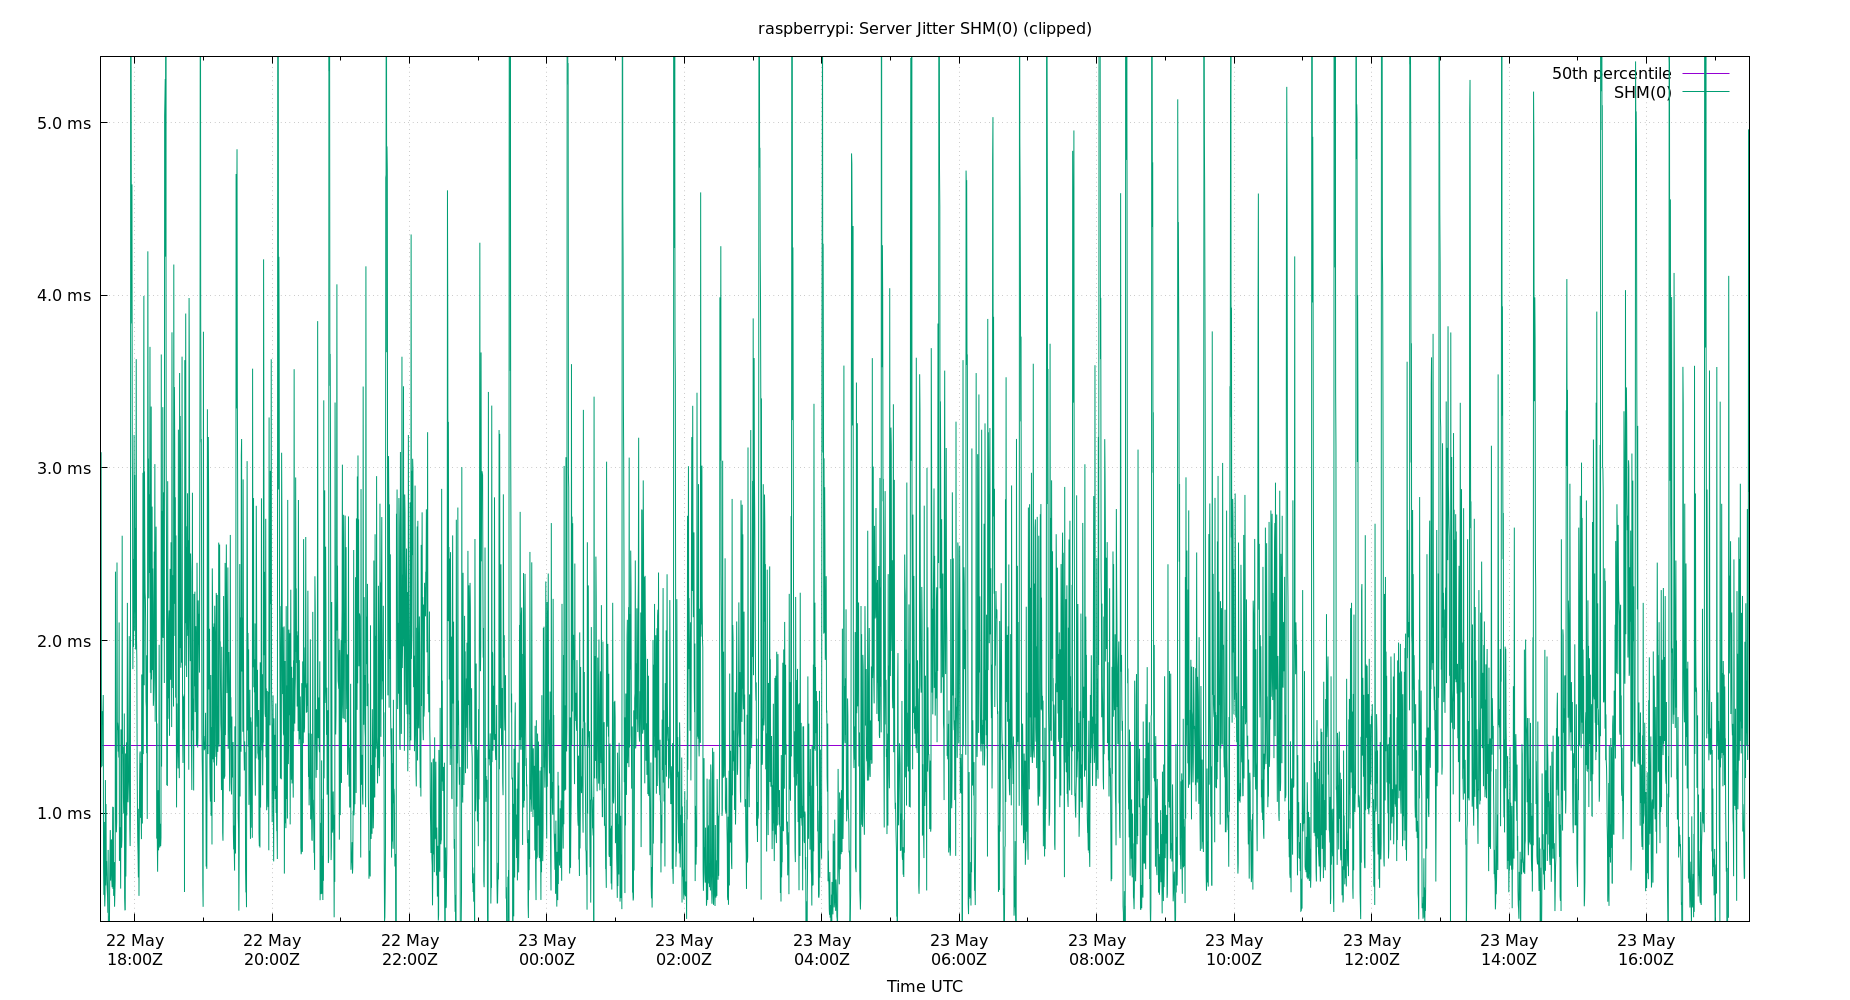 raspberrypi: Server Jitter SHM(0) (clipped)
50th percentile
SHM(0)
5.0 ms
4.0 ms
3.0 ms
2.0 ms
1.0 ms
22 May 22 May 22 May 23 May 23 May 23 May 23 May 23 May 23 May 23 May 23 May 23 May
18:00Z 20:00Z 22:00Z 00:00Z 02:00Z 04:00Z 06:00Z 08:00Z 10:00Z 12:00Z 14:00Z 16:00Z
Time UTC